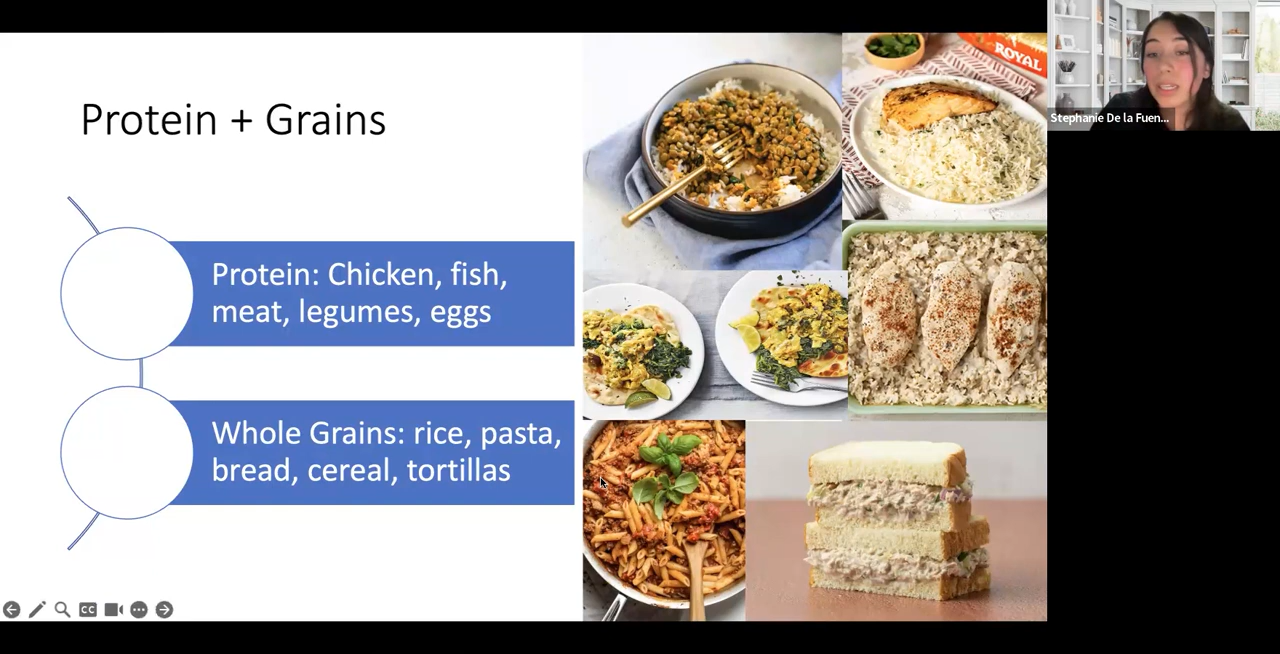 Protein + Grains
Protein: Chicken, fish,
meat, legumes, eggs
Whole Grains: rice, pasta,
bread, cereal, tortillas
ROYAL
Stephanie De la Fuen...
CC